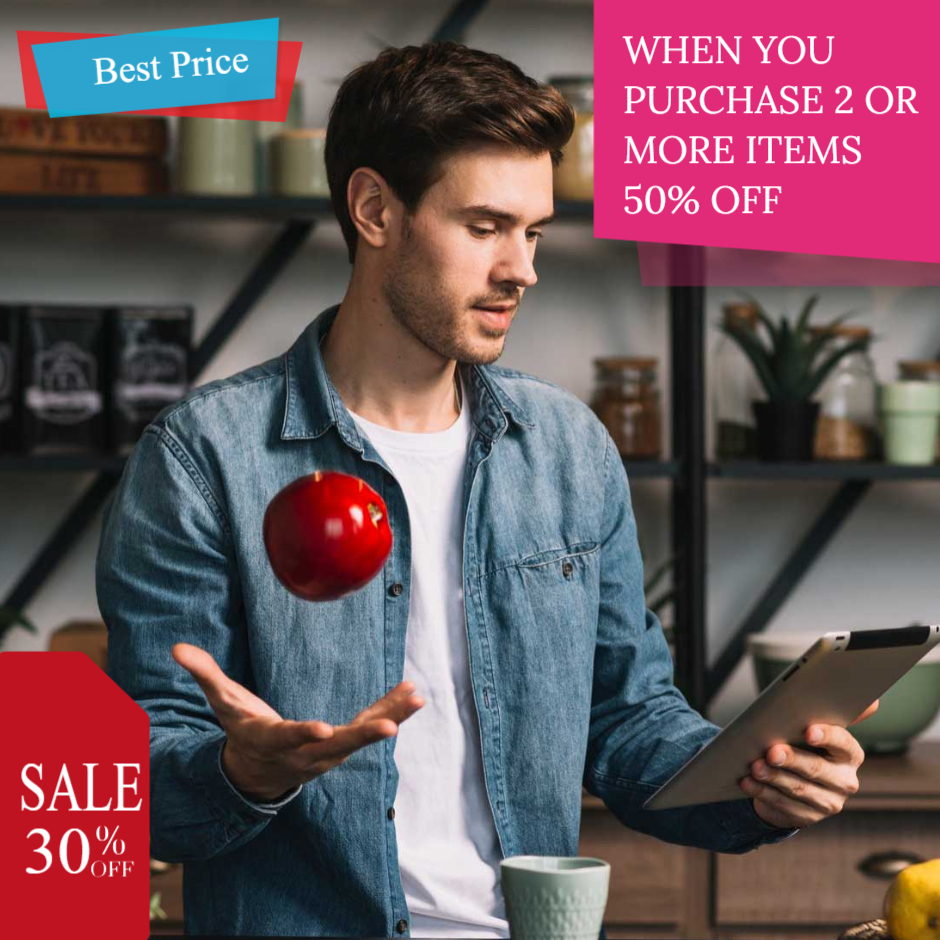 Best Price
WHEN YOU
PURCHASE 2 OR
MORE ITEMS
50% OFF
SALE
30%
OFF